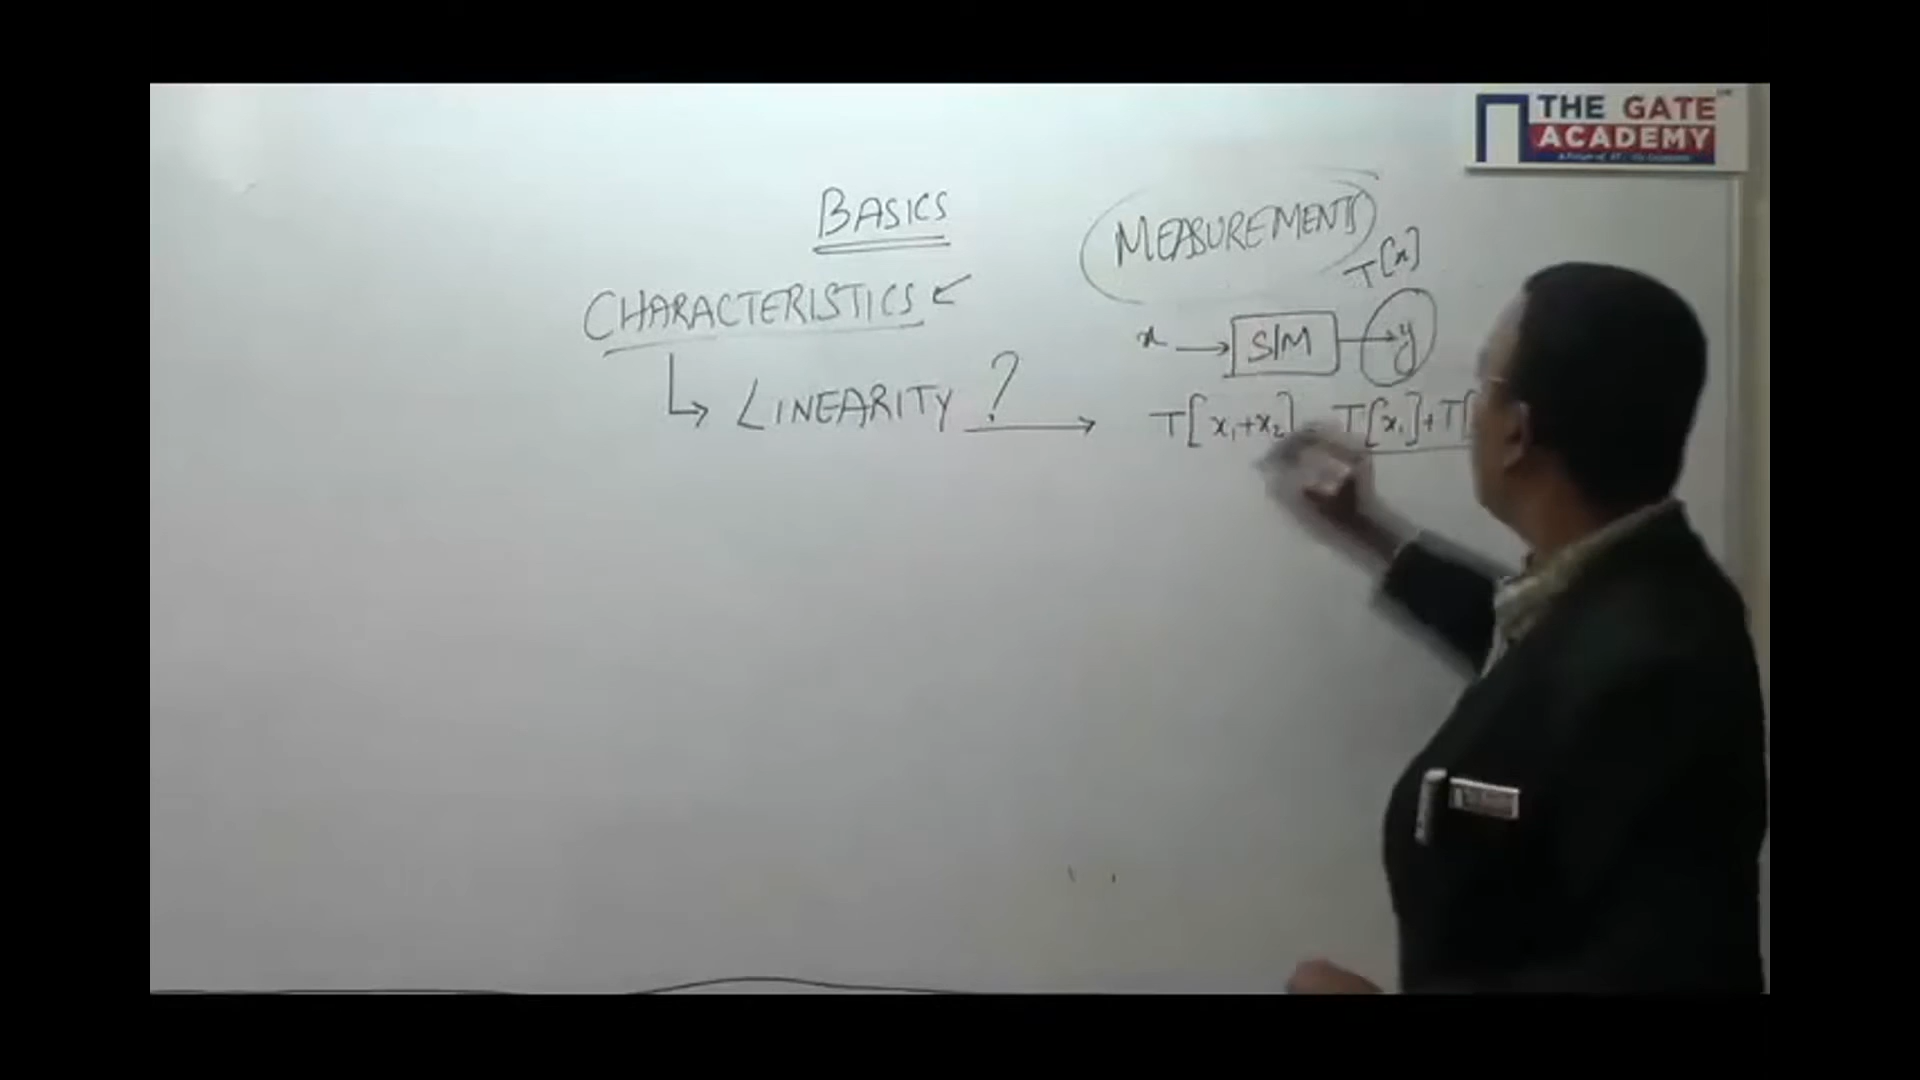 THE GATE
ACADEMY
BASICS
MEASUREMENTS
T[x]
CHARACTERISTICS
x → S/M → y
LINEARITY ?
T[x₁+x₂] T[x₁]+T[